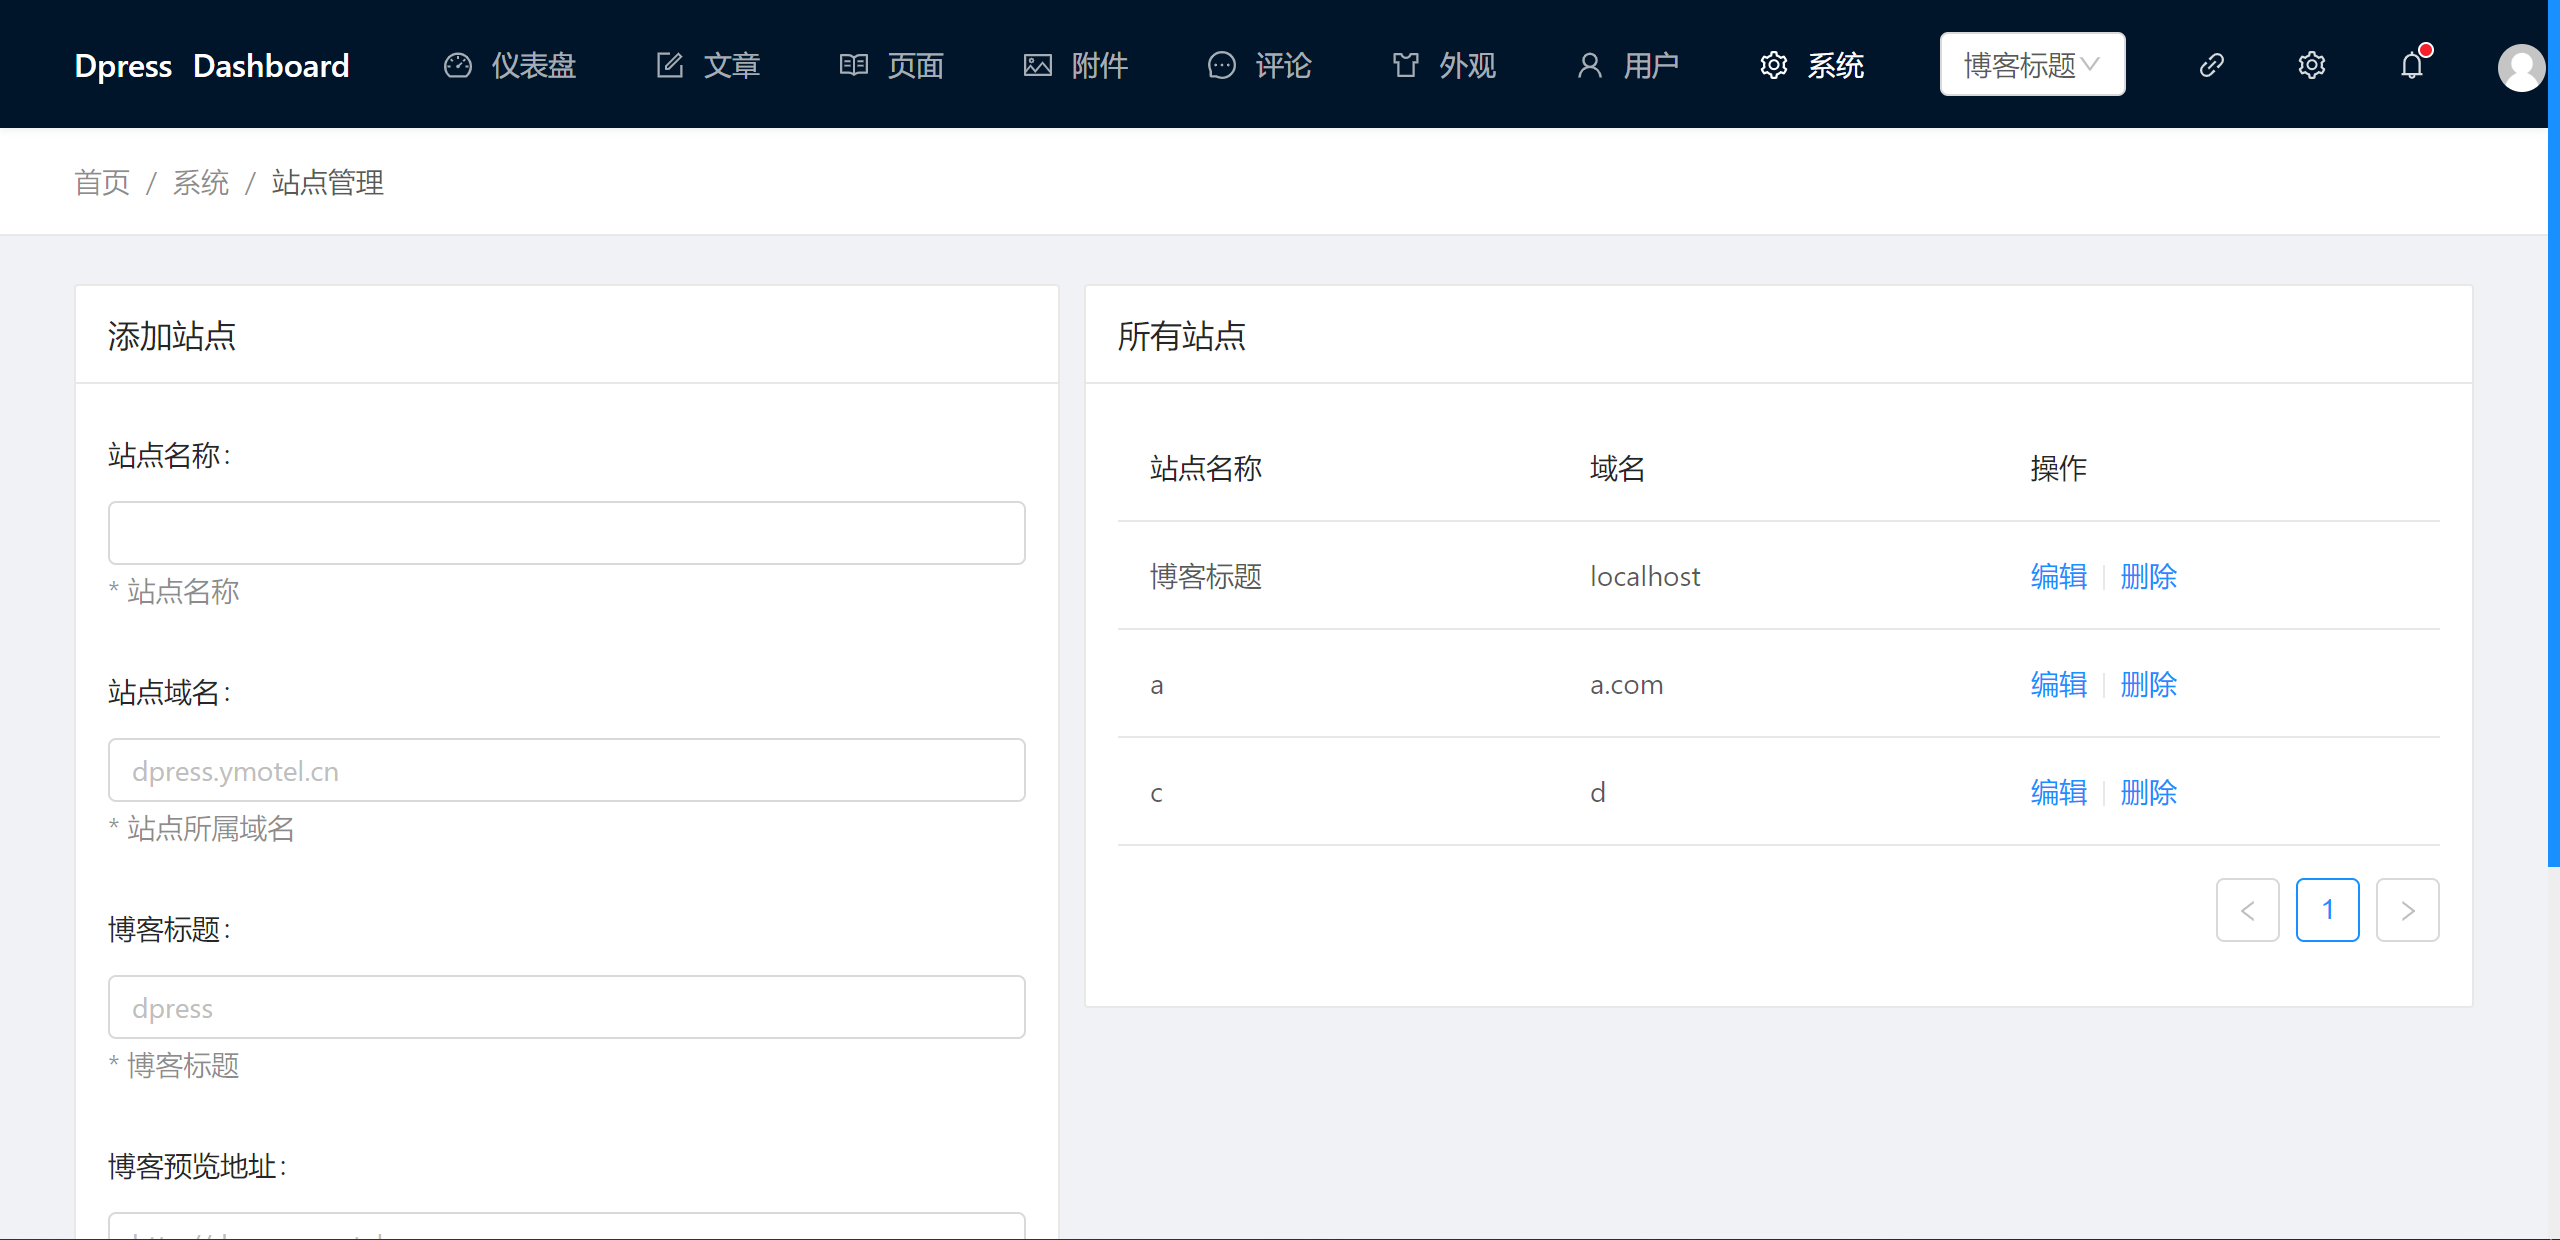 Dpress Dashboard 仪表盘 文章 页面 附件 评论 外观 用户 系统 博客标题
首页 / 系统 / 站点管理
添加站点
站点名称:
* 站点名称
站点域名:
dpress.ymotel.cn
* 站点所属域名
博客标题:
dpress
* 博客标题
博客预览地址:
所有站点
站点名称 域名 操作
博客标题 localhost 编辑 删除
a a.com 编辑 删除
c d 编辑 删除
< 1 >